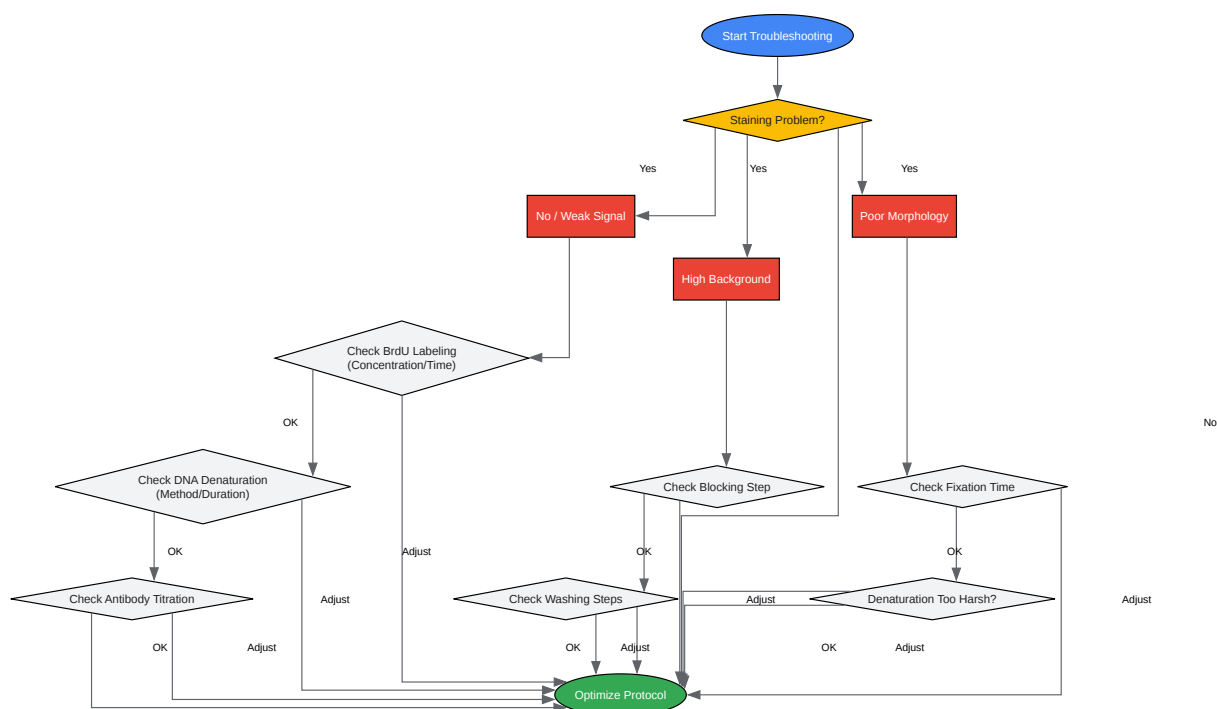 Start Troubleshooting
Staining Problem?
Yes
Yes
Yes
No / Weak Signal
Poor Morphology
High Background
Check BrdU Labeling
(Concentration/Time)
OK
No
Check DNA Denaturation
(Method/Duration)
Check Blocking Step
Check Fixation Time
OK
Adjust
OK
OK
Check Antibody Titration
Adjust
Check Washing Steps
Adjust
Denaturation Too Harsh?
Adjust
OK
Adjust
OK
Adjust
OK
Adjust
Optimize Protocol